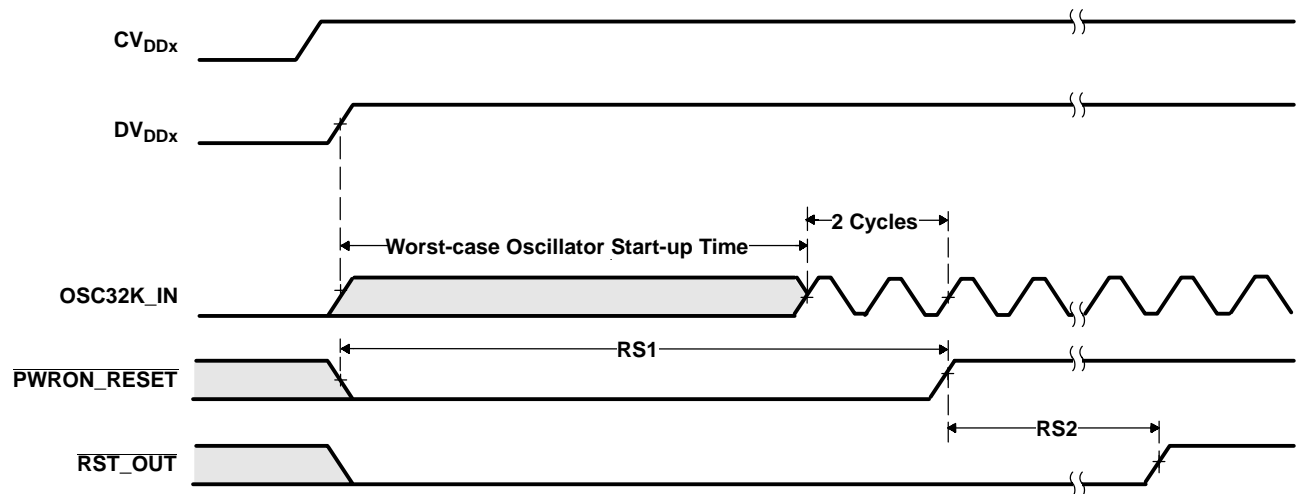 CVDDx
DVDDx
2 Cycles
Worst-case Oscillator Start-up Time
OSC32K_IN
RS1
PWRON_RESET
RS2
RST_OUT